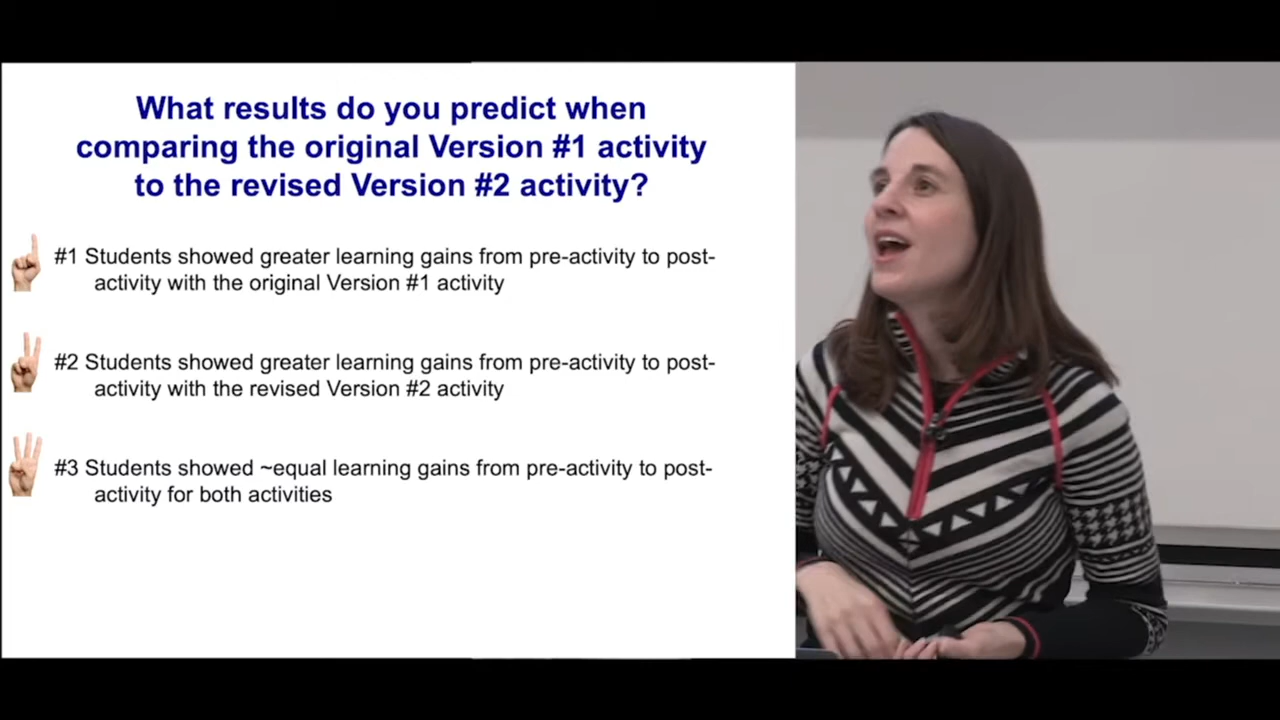 What results do you predict when
comparing the original Version #1 activity
to the revised Version #2 activity?
#1 Students showed greater learning gains from pre-activity to post-
activity with the original Version #1 activity
#2 Students showed greater learning gains from pre-activity to post-
activity with the revised Version #2 activity
#3 Students showed ~equal learning gains from pre-activity to post-
activity for both activities